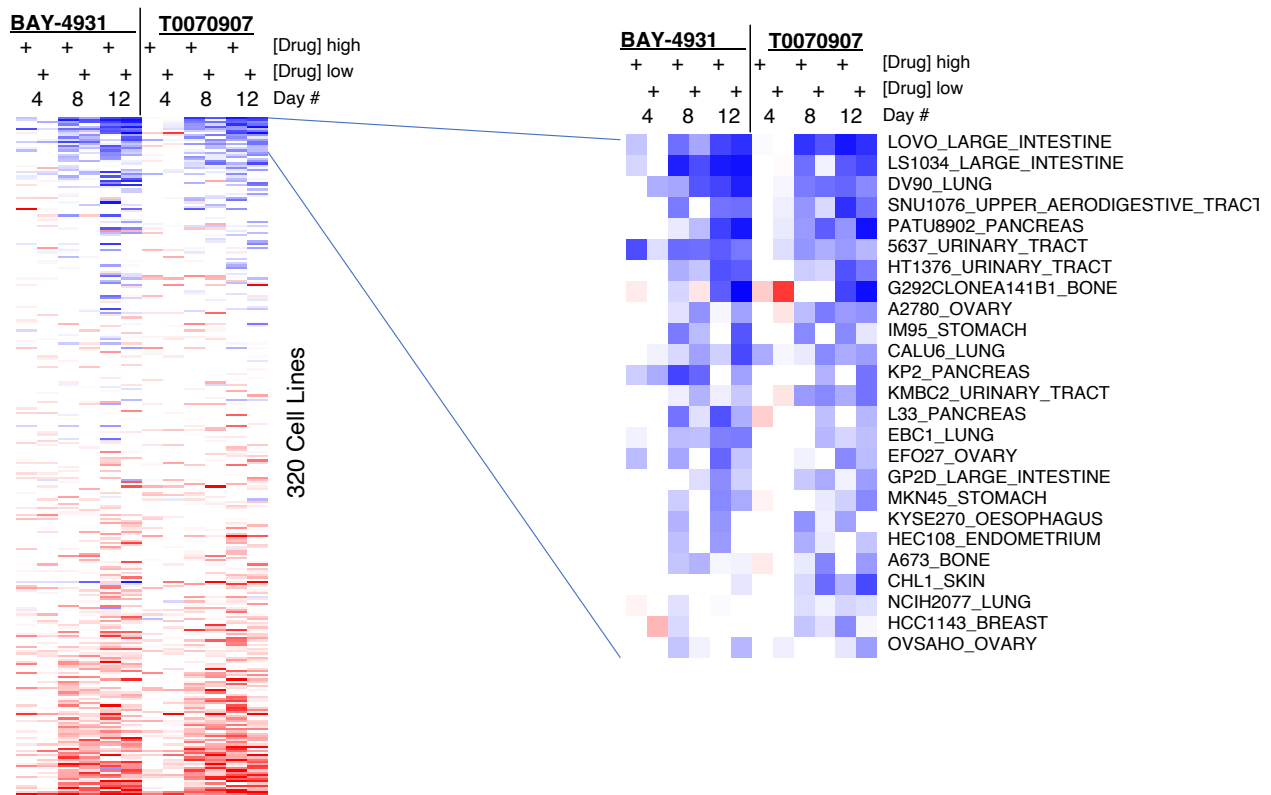 BAY-4931 T0070907
+ + + + + + [Drug] high
+ + + + + + [Drug] low
4 8 12 4 8 12 Day #
320 Cell Lines
BAY-4931 T0070907
+ + + + + + [Drug] high
+ + + + + + [Drug] low
4 8 12 4 8 12 Day #
LOVO_LARGE_INTESTINE
LS1034_LARGE_INTESTINE
DV90_LUNG
SNU1076_UPPER_AERODIGESTIVE_TRACT
PATU8902_PANCREAS
5637_URINARY_TRACT
HT1376_URINARY_TRACT
G292CLONEA141B1_BONE
A2780_OVARY
IM95_STOMACH
CALU6_LUNG
KP2_PANCREAS
KMBC2_URINARY_TRACT
L33_PANCREAS
EBC1_LUNG
EFO27_OVARY
GP2D_LARGE_INTESTINE
MKN45_STOMACH
KYSE270_OESOPHAGUS
HEC108_ENDOMETRIUM
A673_BONE
CHL1_SKIN
NCIH2077_LUNG
HCC1143_BREAST
OVSAHO_OVARY